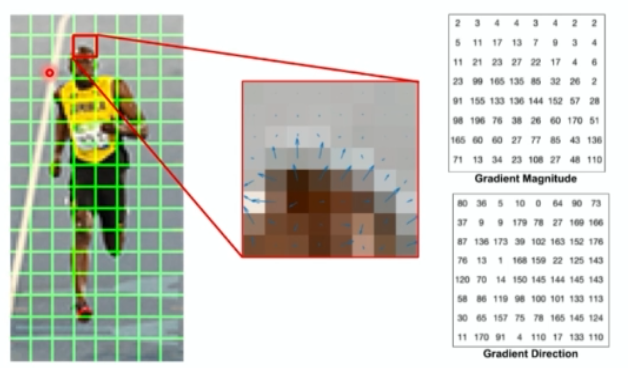 2 3 4 4 3 4 2 2
5 11 17 13 7 9 3 4
11 21 23 27 22 17 4 6
23 99 165 135 85 32 26 2
91 155 133 136 144 152 57 28
98 196 76 38 26 60 170 51
165 60 60 27 77 85 43 136
71 13 34 23 108 27 48 110
Gradient Magnitude
80 36 5 10 0 64 90 73
37 9 9 179 78 27 169 166
87 136 173 39 102 163 152 176
76 13 1 168 159 22 125 143
120 70 14 150 145 144 145 143
58 86 119 98 100 101 133 113
30 65 157 75 78 165 145 124
11 170 91 4 110 17 133 110
Gradient Direction